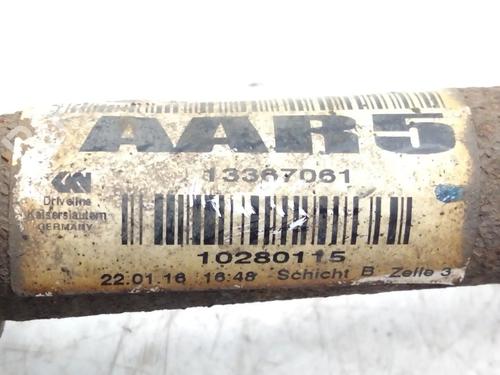 AAR5
13367061
GKN
Driveline
Kaiserslautern
GERMANY
10280115
22.01.16 16:48 Schicht B Zelle 3